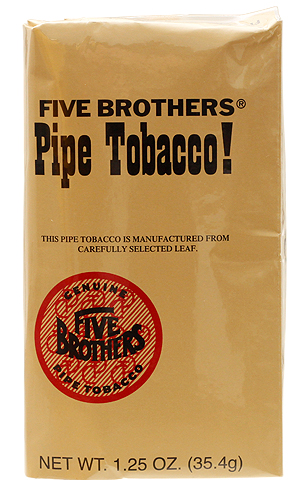 FIVE BROTHERS®
Pipe Tobacco!
THIS PIPE TOBACCO IS MANUFACTURED FROM
CAREFULLY SELECTED LEAF.
GENUINE
FIVE
BROTHERS
PIPE TOBACCO
NET WT. 1.25 OZ. (35.4g)